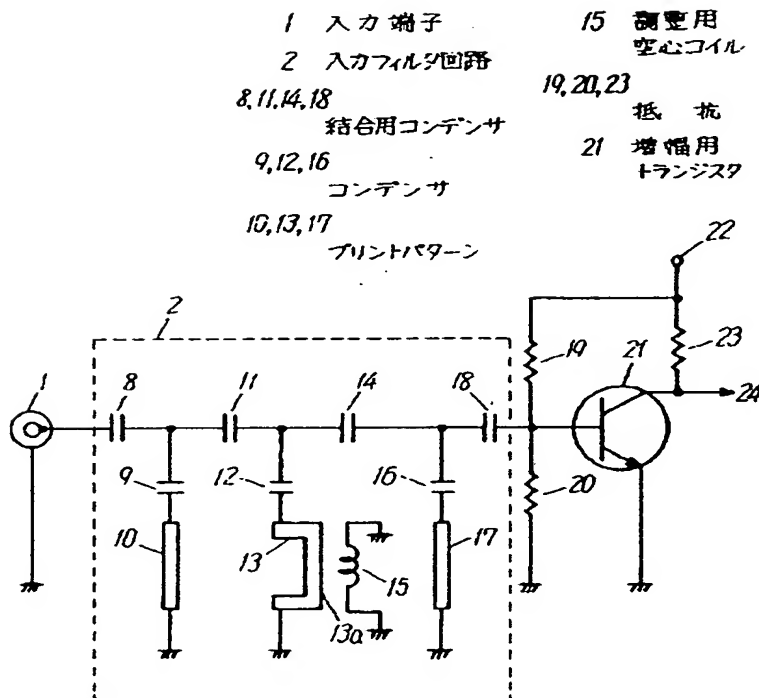 1 入力端子
2 入力フィルタ回路
8,11,14,18
結合用コンデンサ
9,12,16
コンデンサ
10,13,17
プリントパターン
15 調整用
空心コイル
19,20,23
抵 抗
21 増幅用
トランジスタ
22
2
1
8
11
14
18
19
21
23
24
9
12
16
20
10
13
15
17
13a